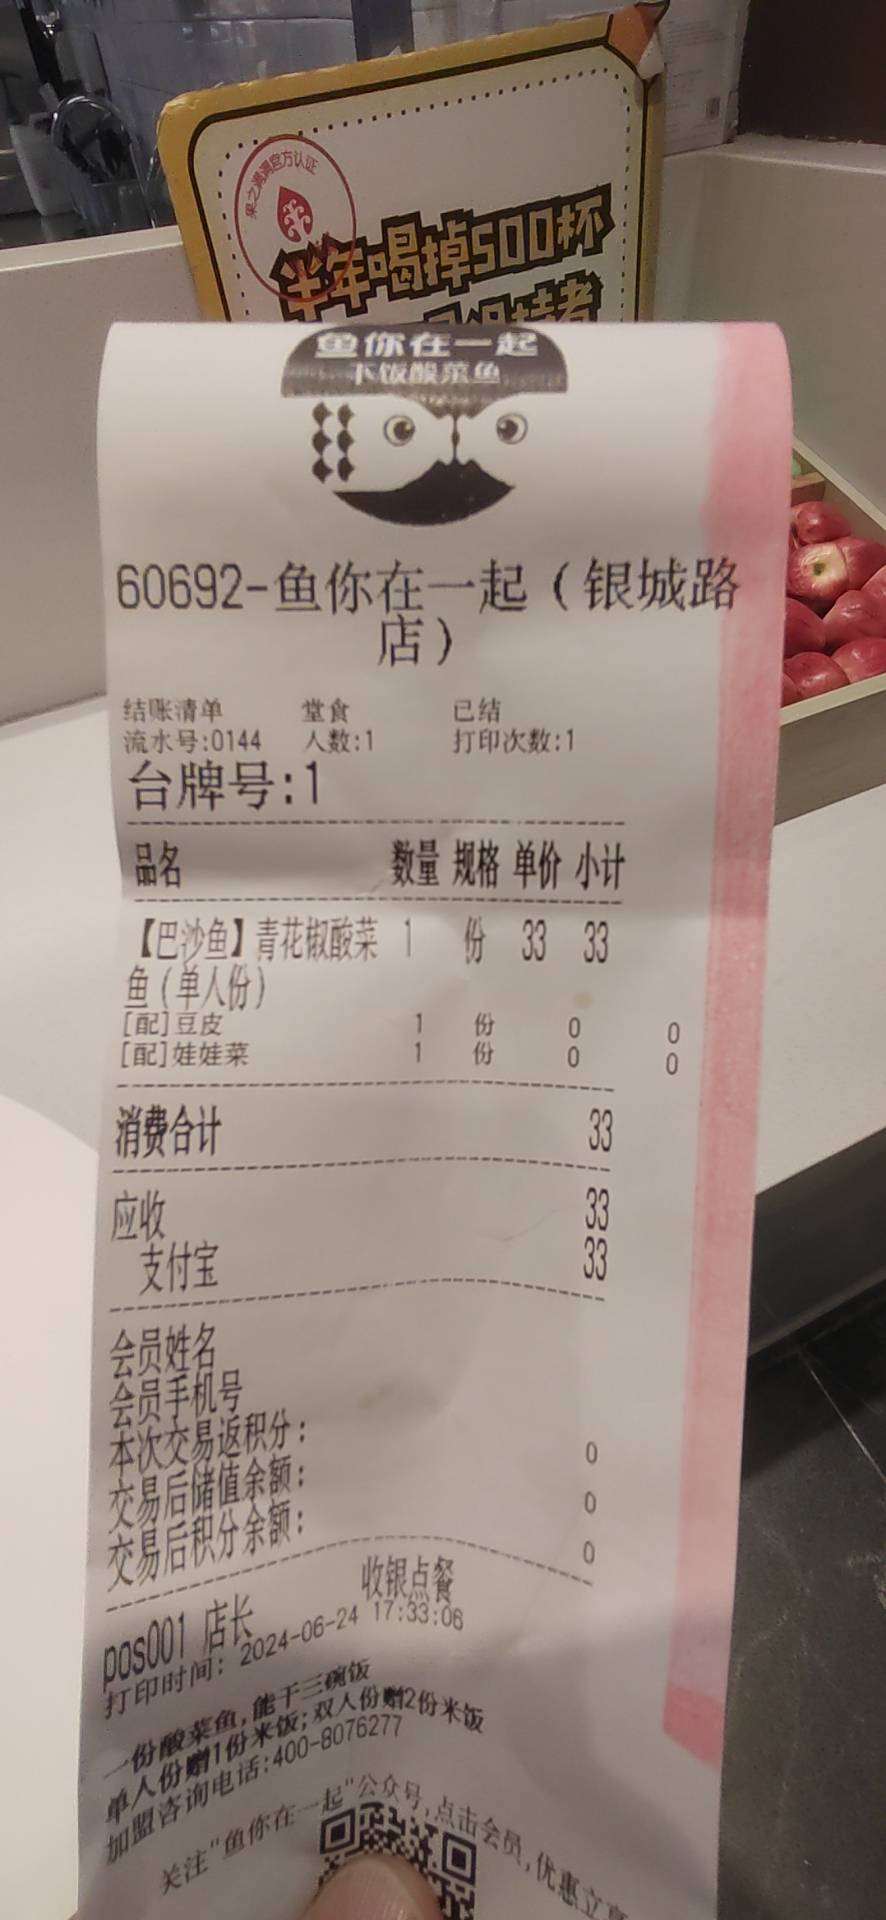 果之满满官方认证
半年喝掉500杯
鱼你在一起
下饭酸菜鱼
60692-鱼你在一起（银城路
店）
结账清单 堂食 已结
流水号:0144 人数:1 打印次数:1
台牌号:1
品名 数量 规格 单价 小计
【巴沙鱼】青花椒酸菜 1 份 33 33
鱼(单人份)
[配]豆皮 1 份 0 0
[配]娃娃菜 1 份 0 0
消费合计 33
应收 33
支付宝 33
会员姓名
会员手机号
本次交易返积分: 0
交易后储值余额: 0
交易后积分余额: 0
pos001 店长 收银点餐
打印时间: 2024-06-24 17:33:06
一份酸菜鱼,能干三碗饭
单人份赠1份米饭;双人份赠2份米饭
加盟咨询电话:400-8076277
关注"鱼你在一起"公众号,点击会员,优惠立享